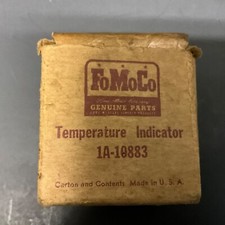 FoMoCo
GENUINE PARTS
Temperature Indicator
1A-10883
Carton and Contents Made in U. S. A.